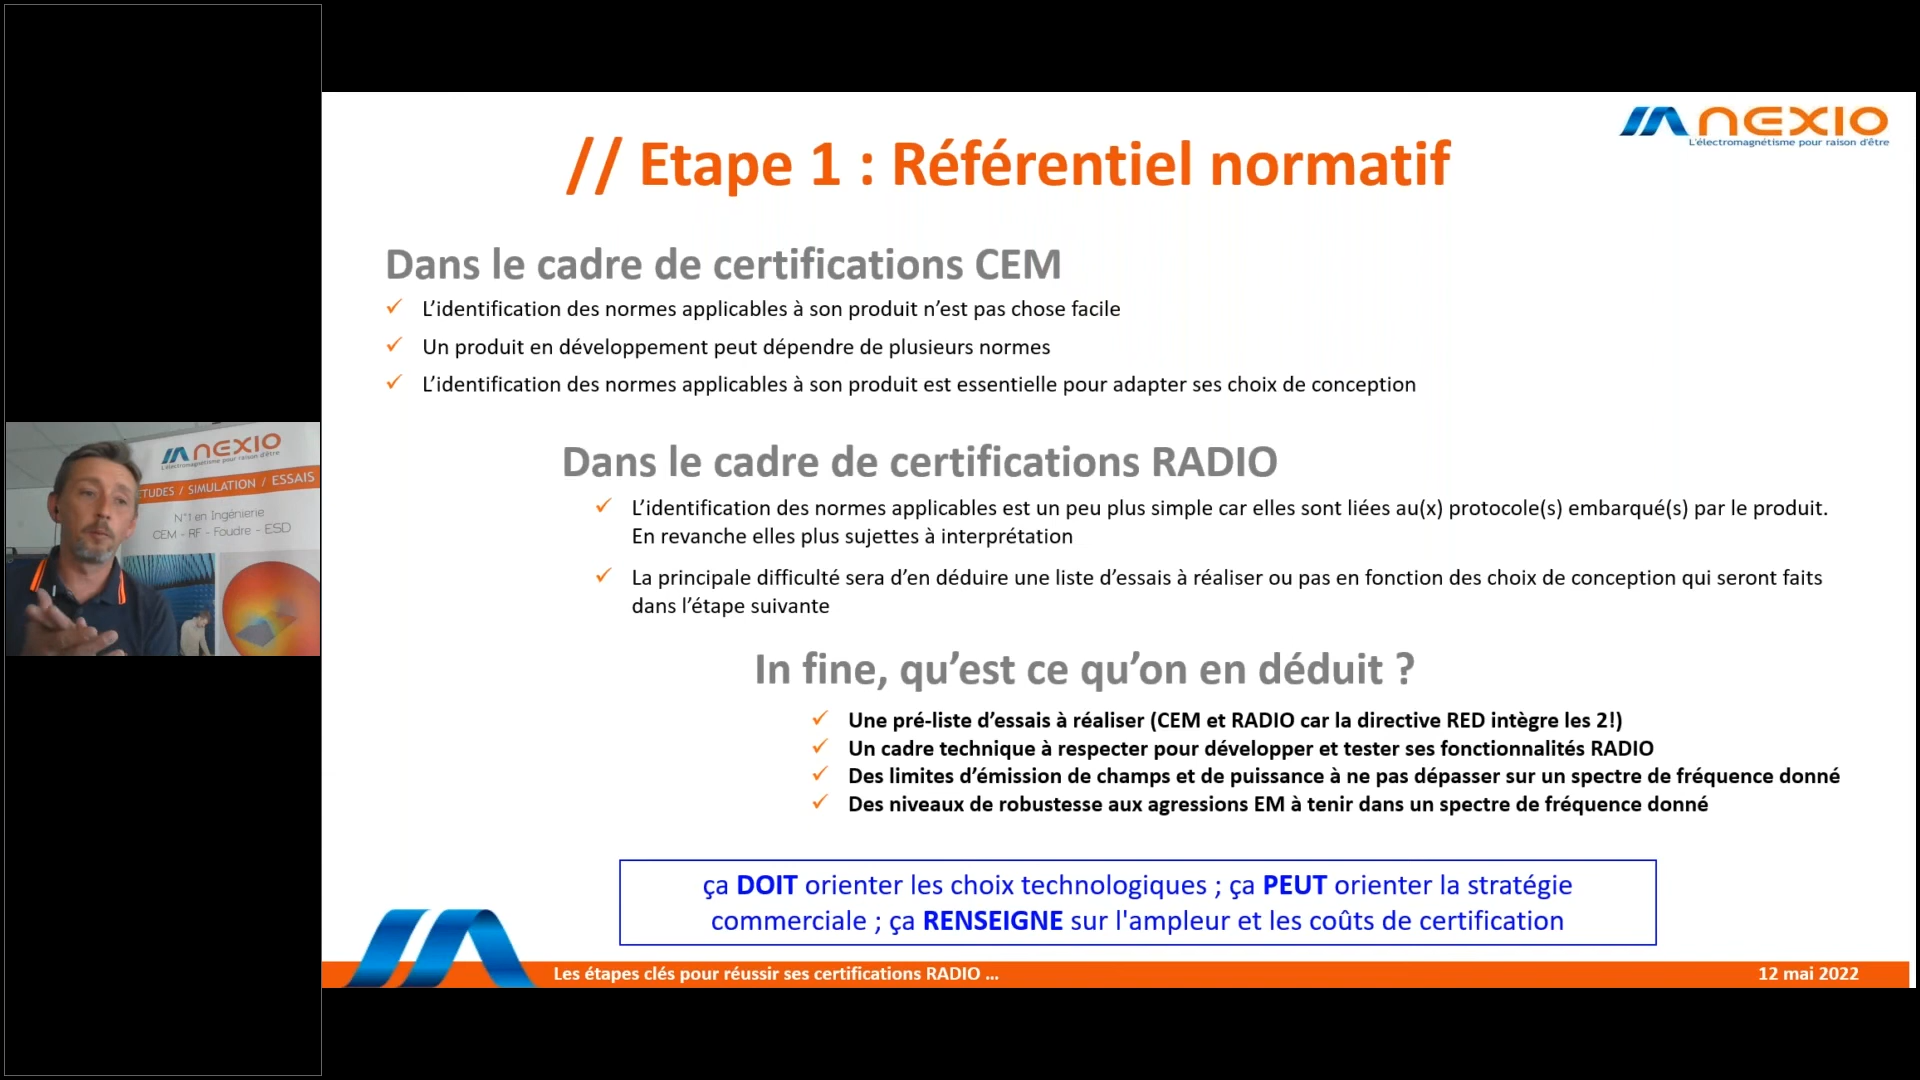 nexio
L'électromagnétisme pour raison d'être
// Etape 1 : Référentiel normatif
Dans le cadre de certifications CEM
L’identification des normes applicables à son produit n’est pas chose facile
Un produit en développement peut dépendre de plusieurs normes
L’identification des normes applicables à son produit est essentielle pour adapter ses choix de conception
Dans le cadre de certifications RADIO
L’identification des normes applicables est un peu plus simple car elles sont liées au(x) protocole(s) embarqué(s) par le produit.
En revanche elles plus sujettes à interprétation
La principale difficulté sera d’en déduire une liste d’essais à réaliser ou pas en fonction des choix de conception qui seront faits
dans l’étape suivante
In fine, qu’est ce qu’on en déduit ?
Une pré-liste d’essais à réaliser (CEM et RADIO car la directive RED intègre les 2!)
Un cadre technique à respecter pour développer et tester ses fonctionnalités RADIO
Des limites d’émission de champs et de puissance à ne pas dépasser sur un spectre de fréquence donné
Des niveaux de robustesse aux agressions EM à tenir dans un spectre de fréquence donné
ça DOIT orienter les choix technologiques ; ça PEUT orienter la stratégie
commerciale ; ça RENSEIGNE sur l'ampleur et les coûts de certification
Les étapes clés pour réussir ses certifications RADIO ...
12 mai 2022
nexio
L'électromagnétisme pour raison d'être
ETUDES / SIMULATION / ESSAIS
N°1 en Ingénierie
CEM - RF - Foudre - ESD